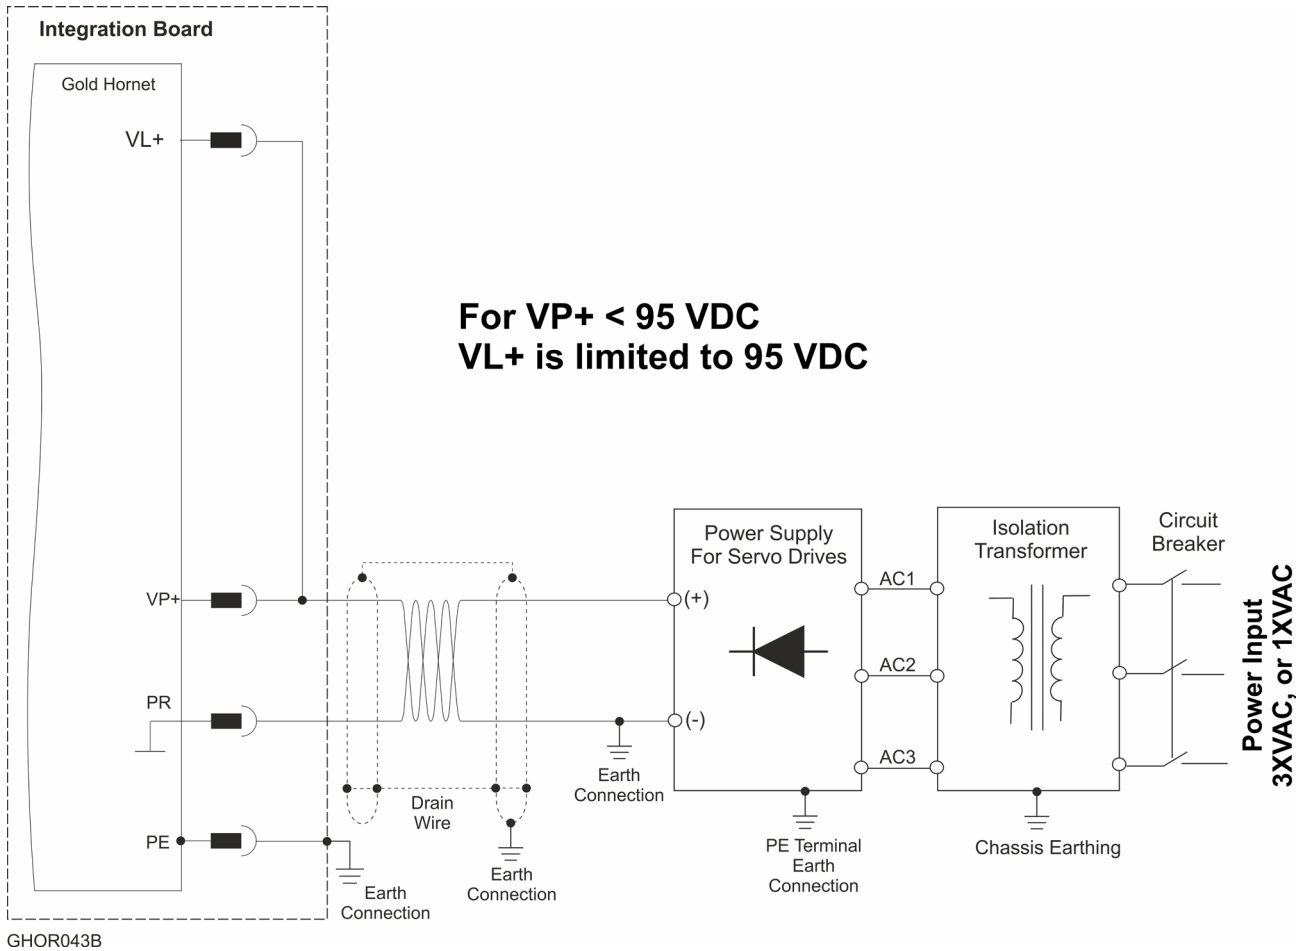 Integration Board
Gold Hornet
VL+
For VP+ < 95 VDC
VL+ is limited to 95 VDC
Power Supply
For Servo Drives
Isolation
Transformer
Circuit
Breaker
VP+
(+)
AC1
AC2
PR
(-)
AC3
Power Input
3XVAC, or 1XVAC
Earth
Connection
Drain
Wire
PE
PE Terminal
Earth
Connection
Chassis Earthing
Earth
Connection
Earth
Connection
GHOR043B